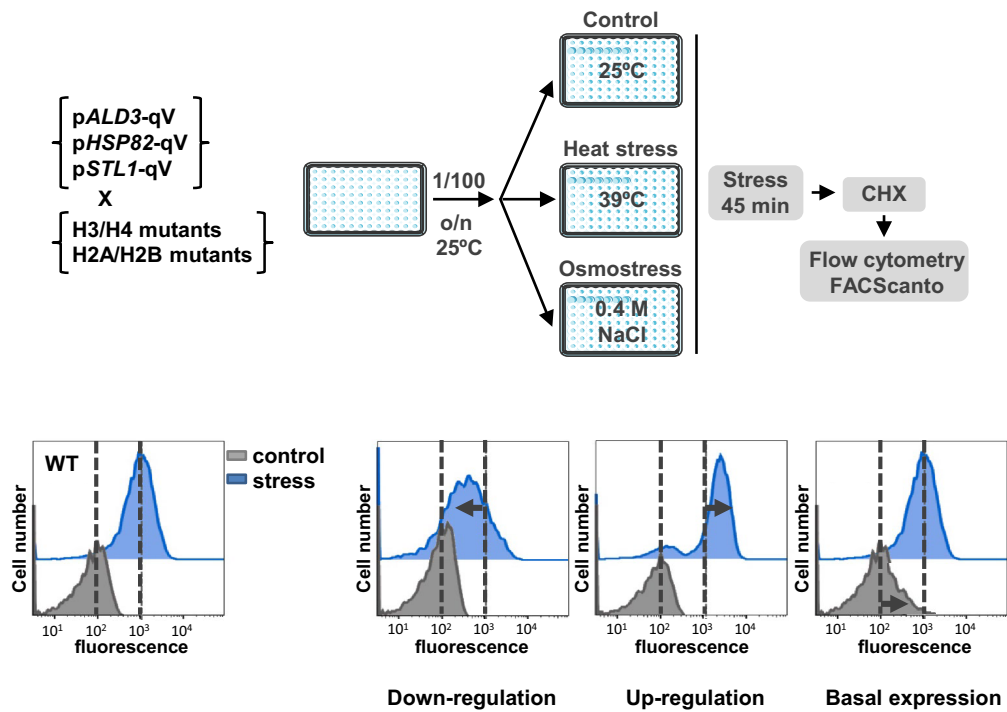 Control
25ºC
pALD3-qV
pHSP82-qV
pSTL1-qV
X
H3/H4 mutants
H2A/H2B mutants
1/100
o/n
25ºC
Heat stress
39ºC
Osmostress
0.4 M
NaCl
Stress
45 min
CHX
Flow cytometry
FACScanto
WT
control
stress
Cell number
10¹ 10² 10³ 10⁴
fluorescence
Cell number
10¹ 10² 10³ 10⁴
fluorescence
Down-regulation
Cell number
10¹ 10² 10³ 10⁴
fluorescence
Up-regulation
Cell number
10¹ 10² 10³ 10⁴
fluorescence
Basal expression